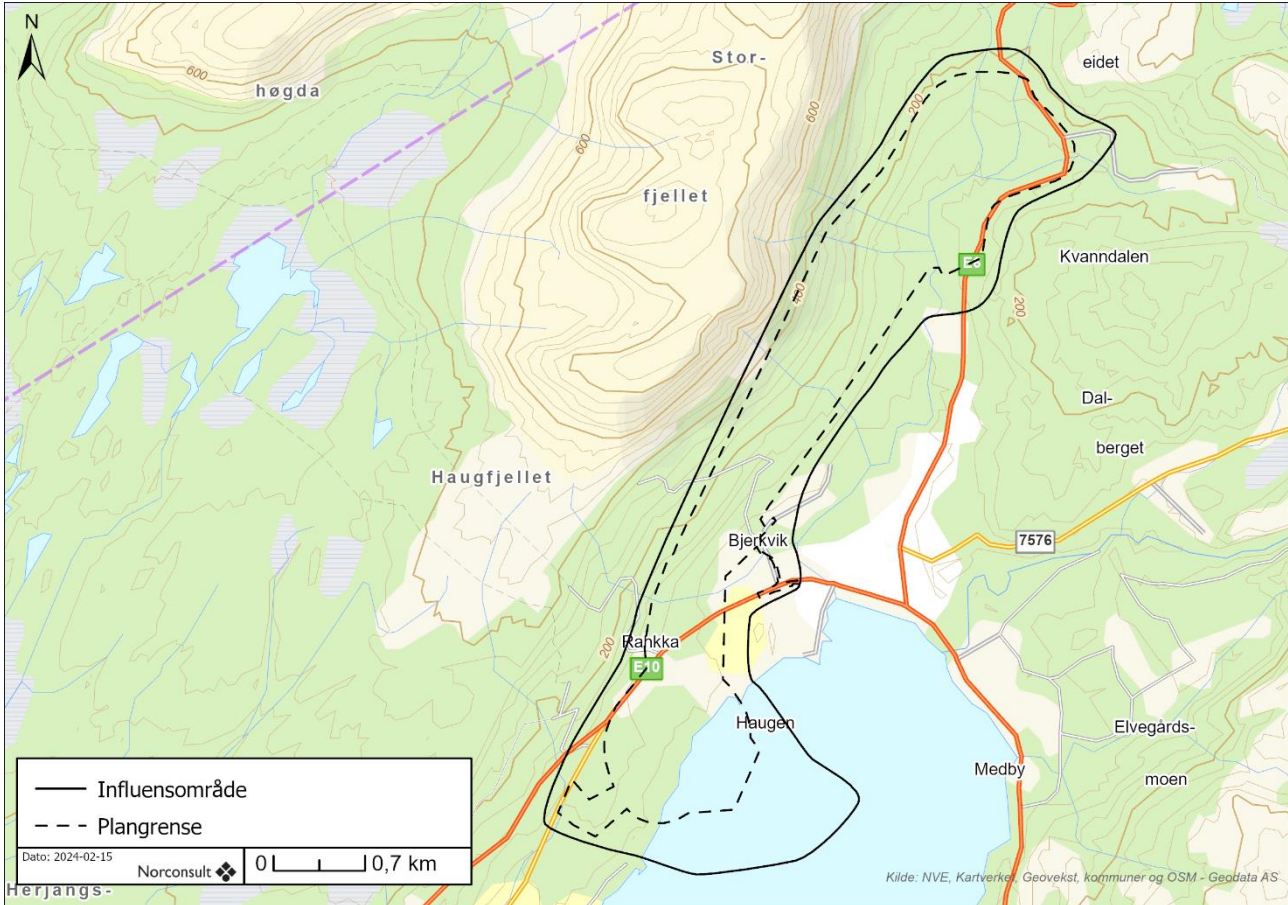 N
600
høgda
Stor-
eidet
200
600
600
fjellet
Kvanndalen
E6
200
400
Dal-
berget
Haugfjellet
7576
Bjerkvik
200
Rankka
E10
Haugen
Elvegårds-
Medby
moen
Influensområde
Plangrense
Dato: 2024-02-15
Norconsult
0 0,7 km
Herjangs-
Kilde: NVE, Kartverket, Geovekst, kommuner og OSM - Geodata AS